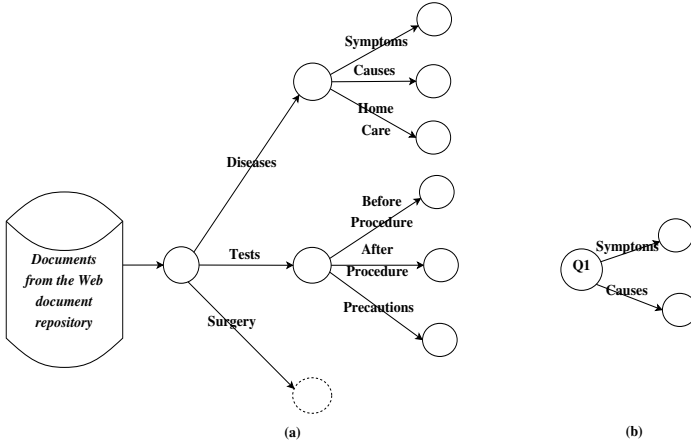 Symptoms
Causes
Home
Care
Diseases
Before
Procedure
Tests
After
Procedure
Precautions
Surgery
Documents
from the Web
document
repository
(a)
Symptoms
Q1
Causes
(b)